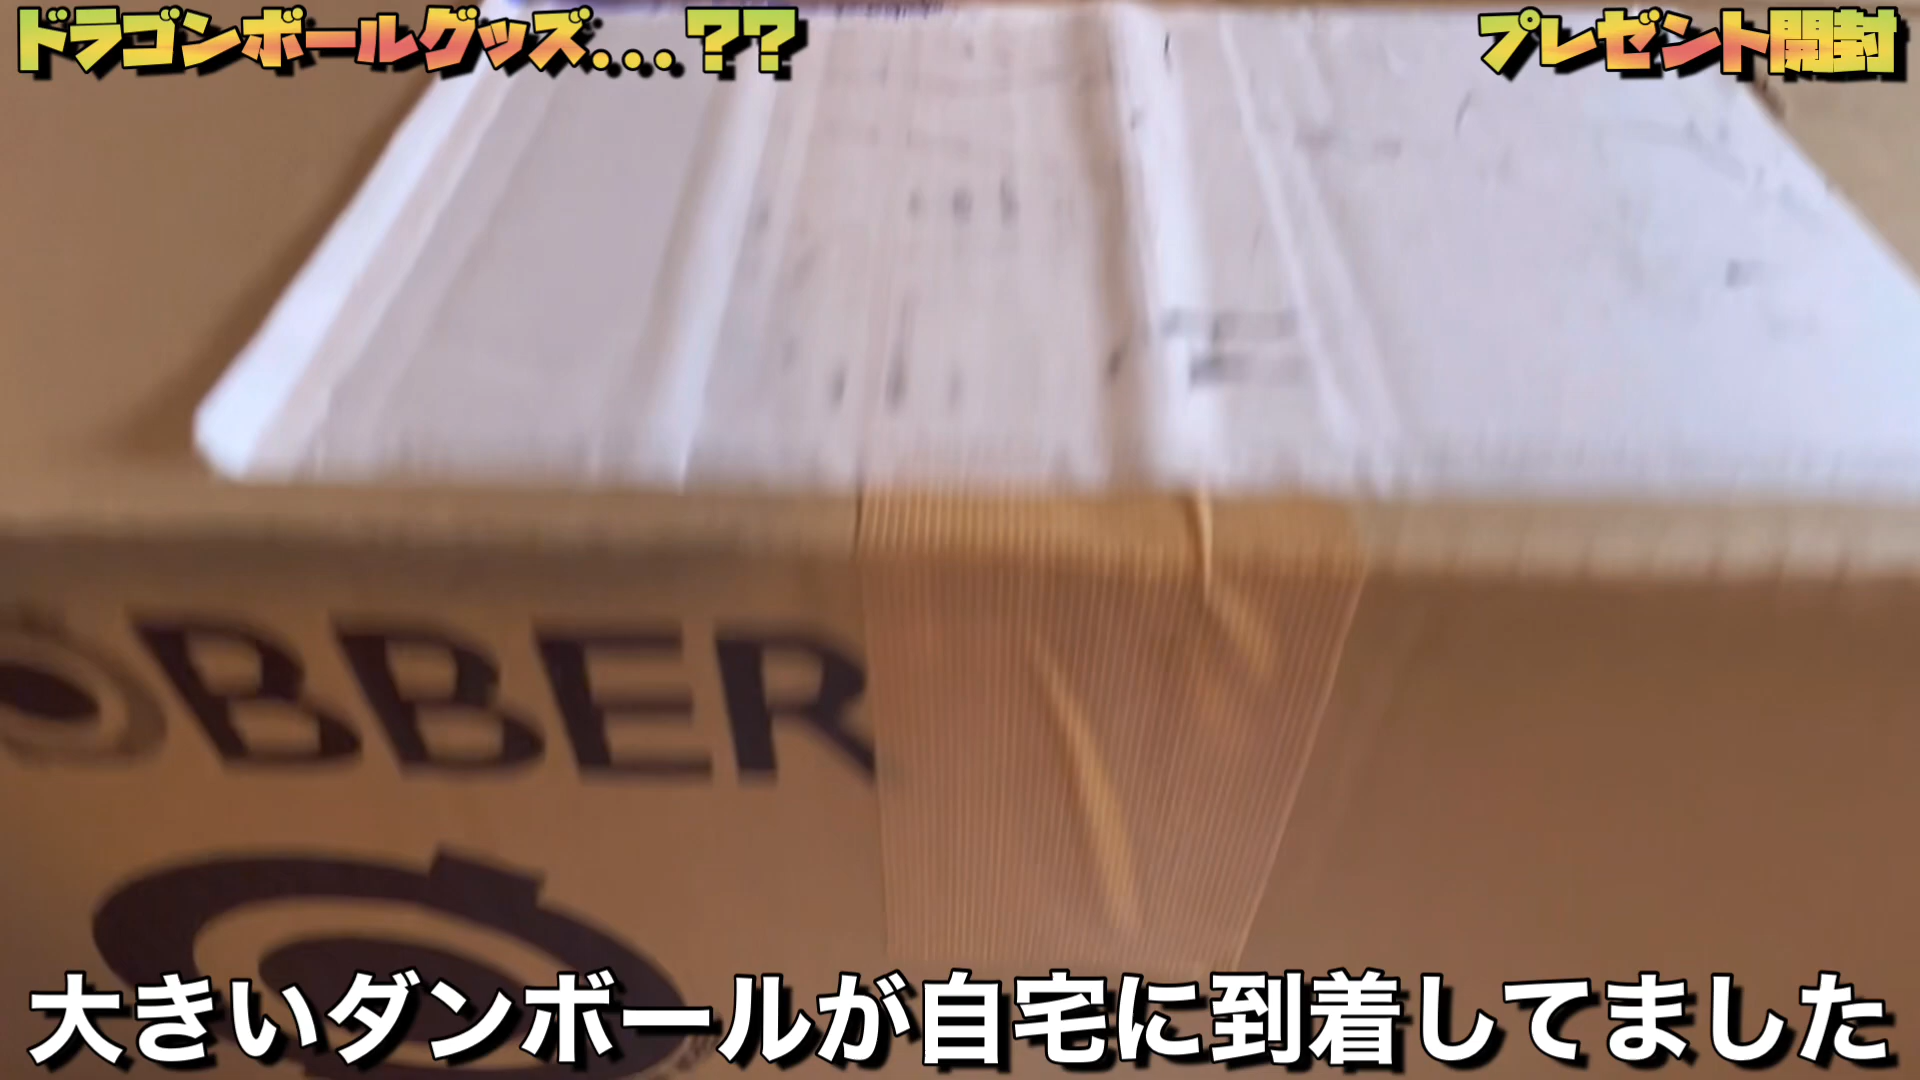 ドラゴンボールグッズ...??
プレゼント開封
BBER
大きいダンボールが自宅に到着してました